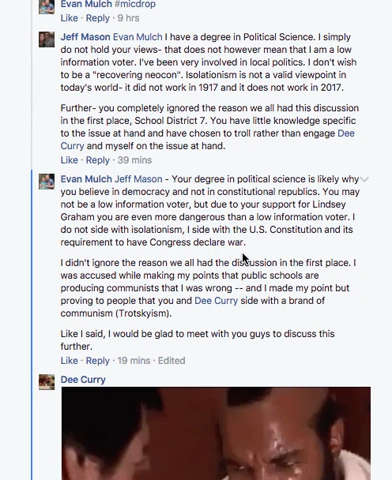 Evan Mulch #micdrop
Like · Reply · 9 hrs
Jeff Mason Evan Mulch I have a degree in Political Science. I simply
do not hold your views- that does not however mean that I am a low
information voter. I've been very involved in local politics. I don't wish
to be a "recovering neocon". Isolationism is not a valid viewpoint in
today's world- it did not work in 1917 and it does not work in 2017.
Further- you completely ignored the reason we all had this discussion
in the first place, School District 7. You have little knowledge specific
to the issue at hand and have chosen to troll rather than engage Dee
Curry and myself on the issue at hand.
Like · Reply · 39 mins
Evan Mulch Jeff Mason - Your degree in political science is likely why
you believe in democracy and not in constitutional republics. You may
not be a low information voter, but due to your support for Lindsey
Graham you are even more dangerous than a low information voter. I
do not side with isolationism, I side with the U.S. Constitution and its
requirement to have Congress declare war.
I didn't ignore the reason we all had the discussion in the first place. I
was accused while making my points that public schools are
producing communists that I was wrong -- and I made my point but
proving to people that you and Dee Curry side with a brand of
communism (Trotskyism).
Like I said, I would be glad to meet with you guys to discuss this
further.
Like · Reply · 19 mins · Edited
Dee Curry